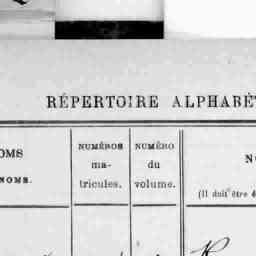 RÉPERTOIRE ALPHABÉ
OMS
NOMS.
NUMÉROS
ma-
tricules.
NUMÉRO
du
volume.
N
(Il doit être